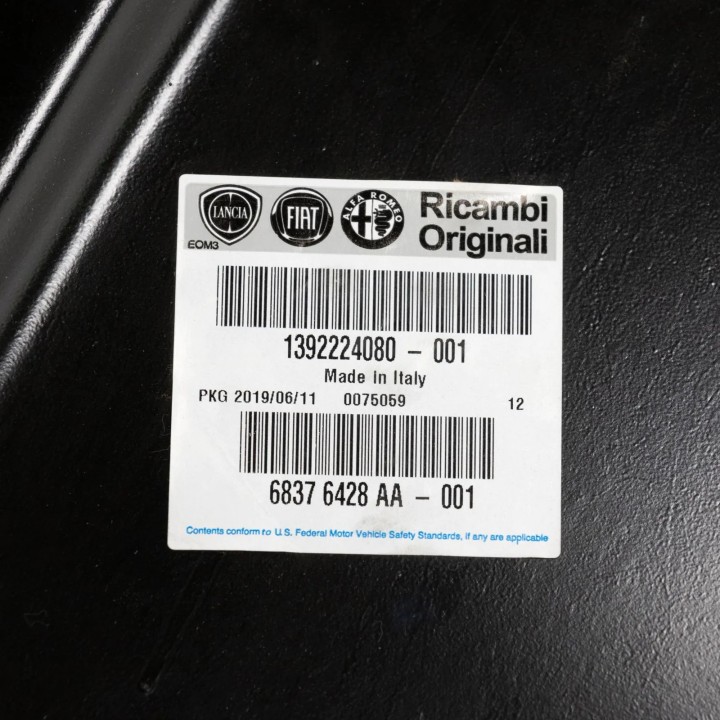 LANCIA FIAT ALFA ROMEO Ricambi
Originali
EOM3
1392224080 - 001
Made In Italy
PKG 2019/06/11 0075059 12
6837 6428 AA - 001
Contents conform to U.S. Federal Motor Vehicle Safety Standards, if any are applicable